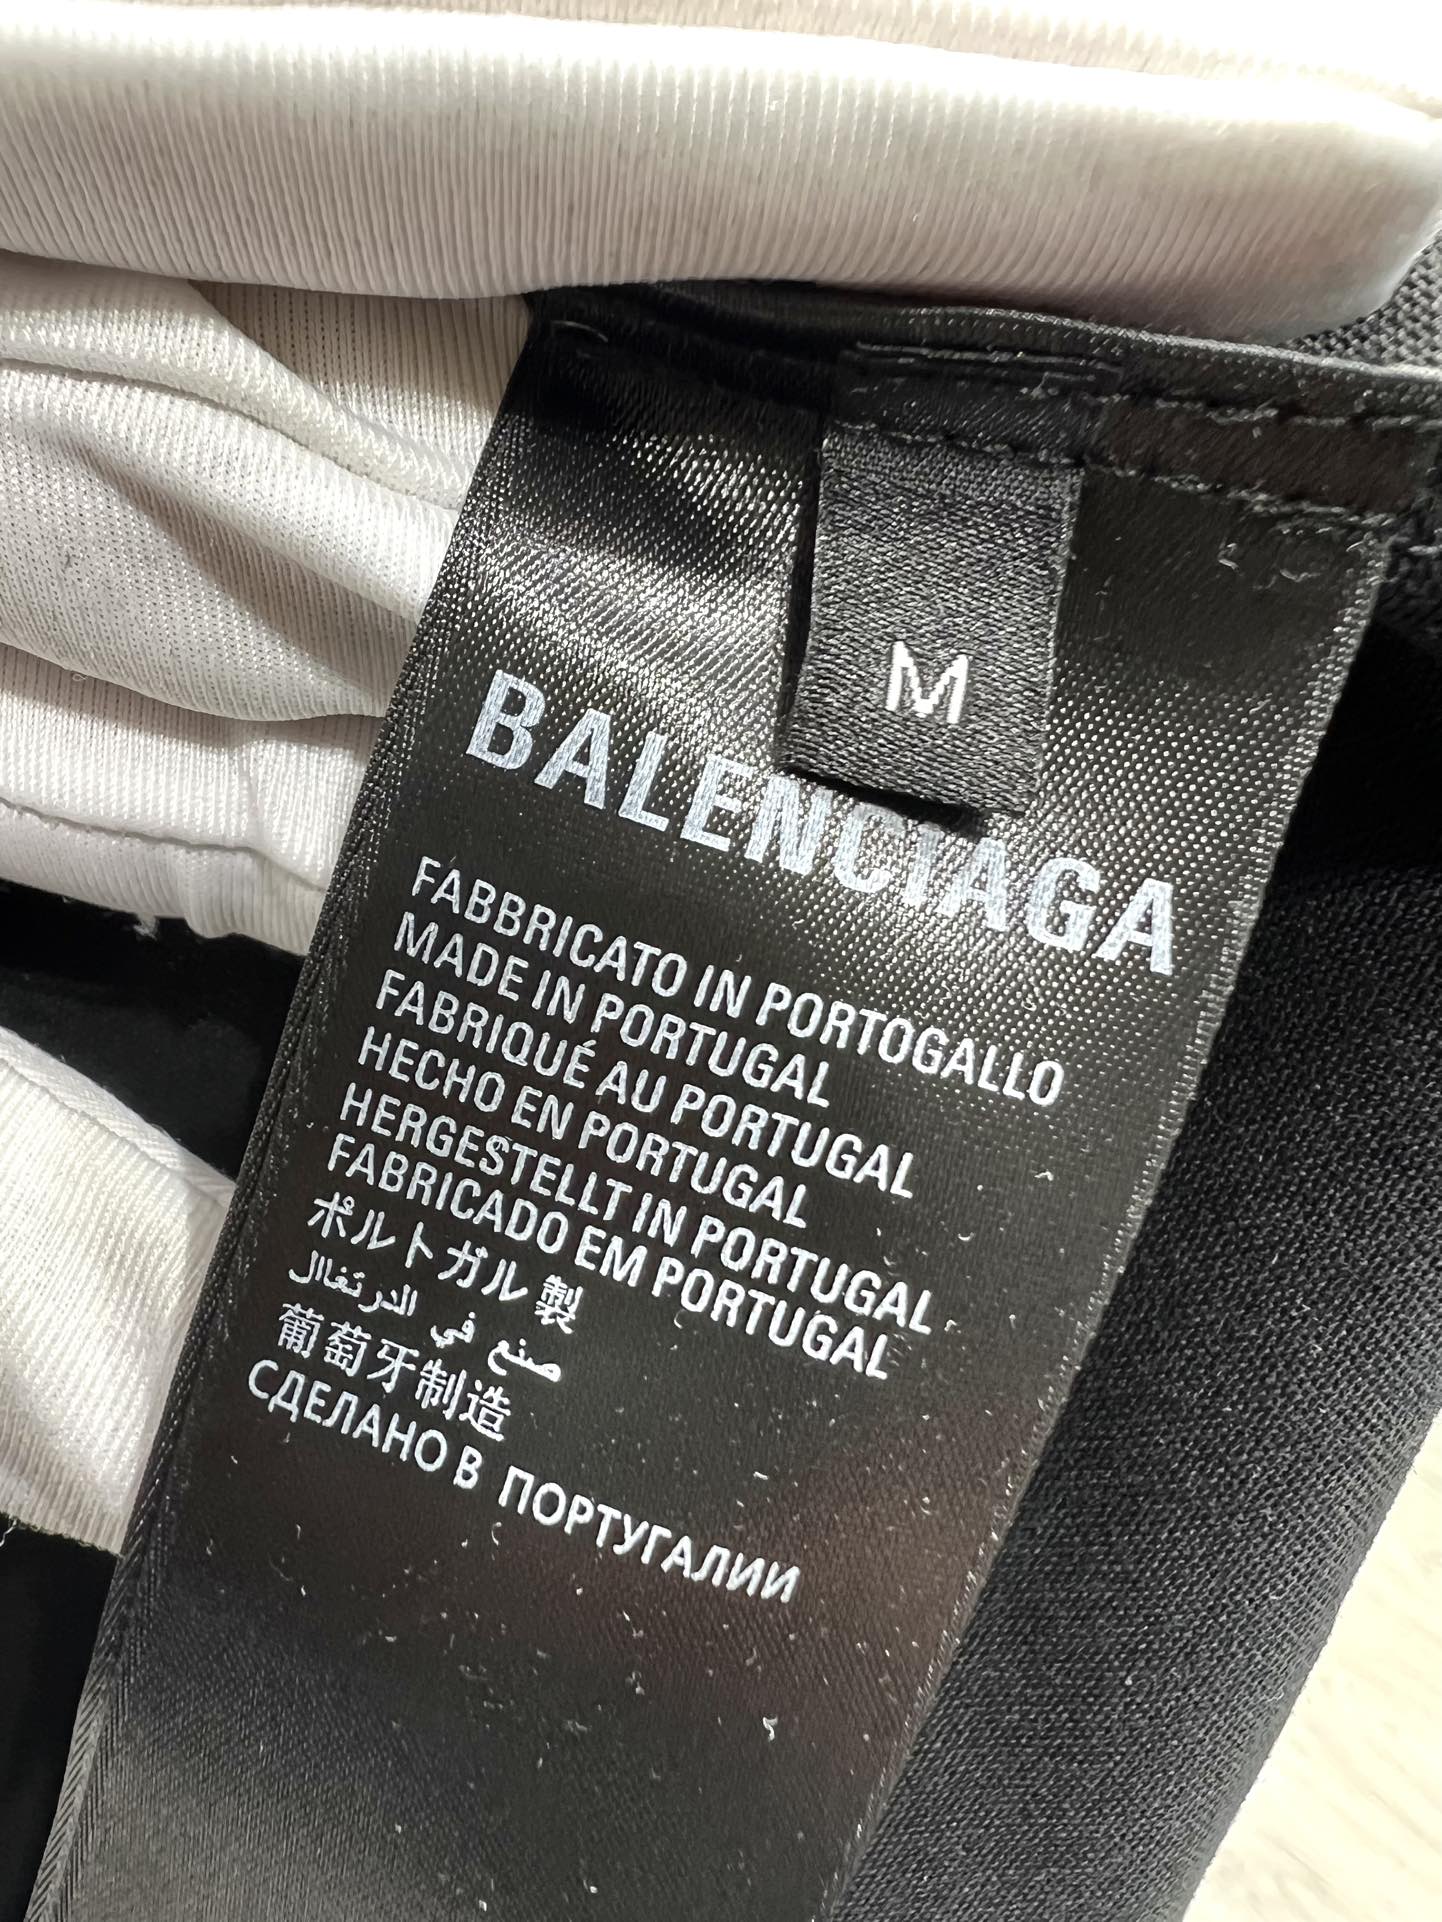 M
BALENCIAGA
FABBRICATO IN PORTOGALLO
MADE IN PORTUGAL
FABRIQUÉ AU PORTUGAL
HECHO EN PORTUGAL
HERGESTELLT IN PORTUGAL
FABRICADO EM PORTUGAL
ポルトガル 製
صنع في البرتغال
葡萄牙制造
СДЕЛАНО В ПОРТУГАЛИИ